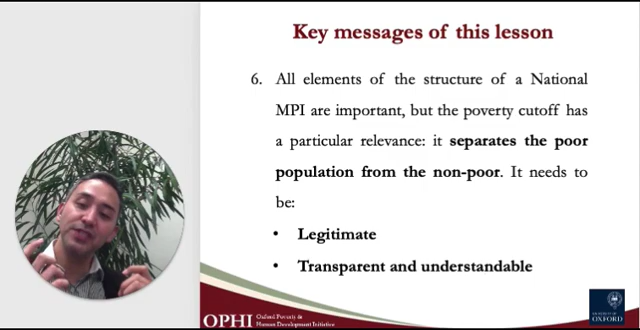 Key messages of this lesson
6. All elements of the structure of a National
MPI are important, but the poverty cutoff has
a particular relevance: it separates the poor
population from the non-poor. It needs to
be:
• Legitimate
• Transparent and understandable
OPHI Oxford Poverty &
Human Development Initiative
UNIVERSITY OF
OXFORD